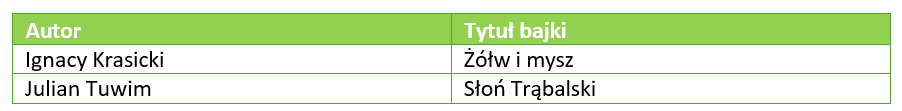 Autor Tytuł bajki
Ignacy Krasicki Żółw i mysz
Julian Tuwim Słoń Trąbalski